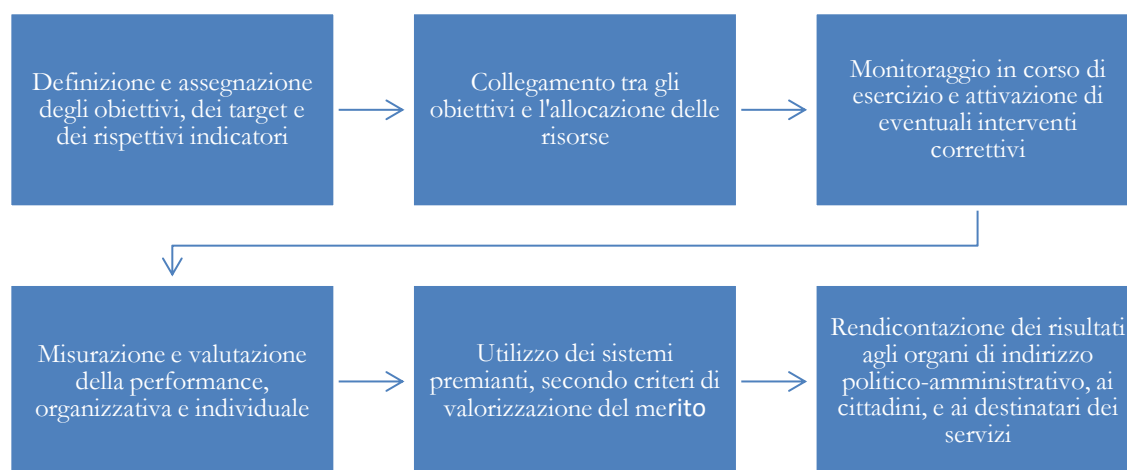 Definizione e assegnazione
degli obiettivi, dei target e
dei rispettivi indicatori
Collegamento tra gli
obiettivi e l'allocazione delle
risorse
Monitoraggio in corso di
esercizio e attivazione di
eventuali interventi
correttivi
Misurazione e valutazione
della performance,
organizzativa e individuale
Utilizzo dei sistemi
premianti, secondo criteri di
valorizzazione del merito
Rendicontazione dei risultati
agli organi di indirizzo
politico-amministrativo, ai
cittadini, e ai destinatari dei
servizi